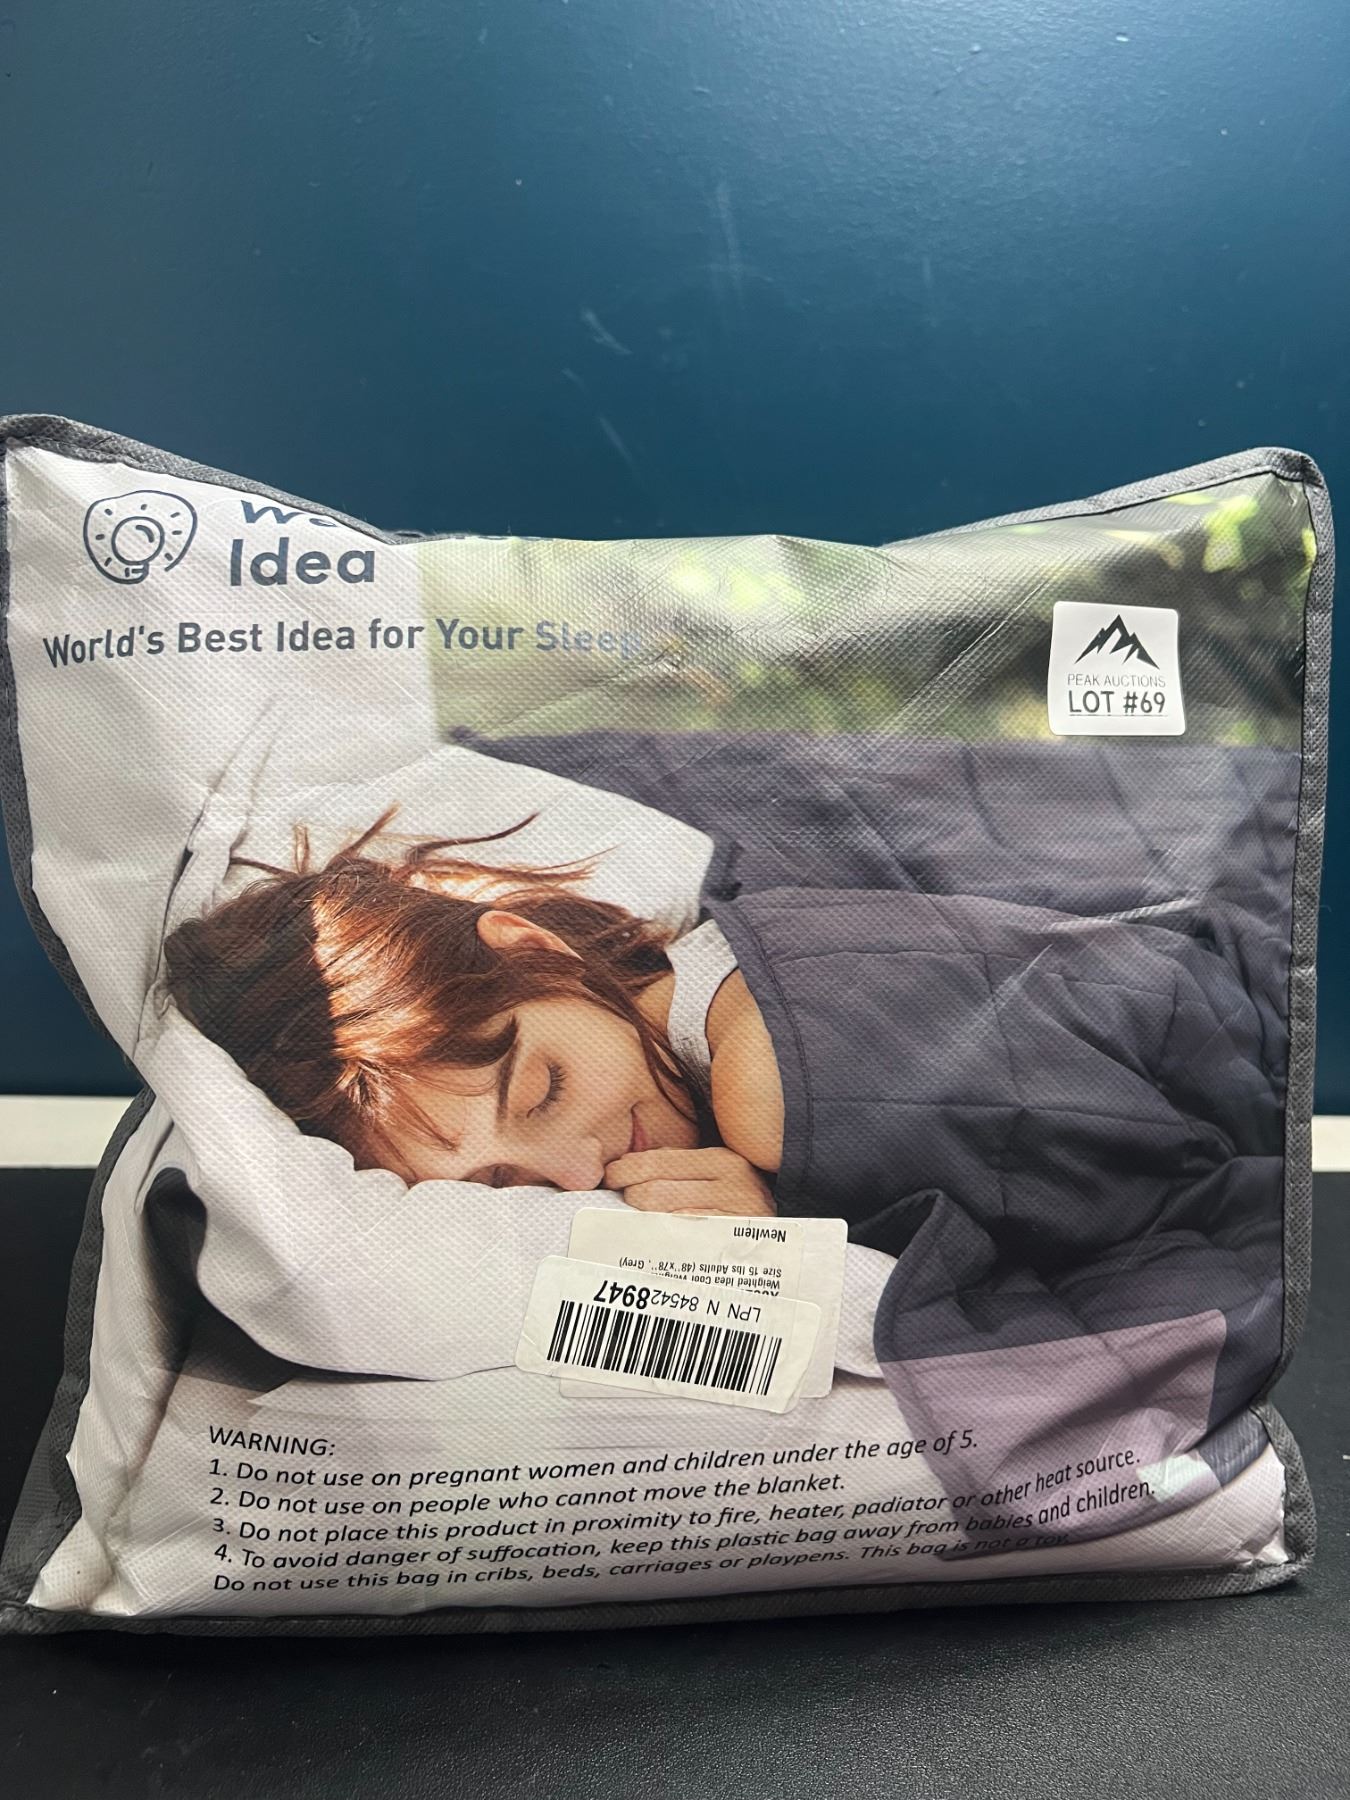 Idea
World's Best Idea for Your Sleep
PEAK AUCTIONS
LOT #69
NewItem
Size 15 lbs Adults (48''x78'', Grey)
Weighted Idea Cool
LPN N 845428947
WARNING:
1. Do not use on pregnant women and children under the age of 5.
2. Do not use on people who cannot move the blanket.
3. Do not place this product in proximity to fire, heater, padiator or other heat source.
4. To avoid danger of suffocation, keep this plastic bag away from babies and children.
Do not use this bag in cribs, beds, carriages or playpens. This bag is not a toy.